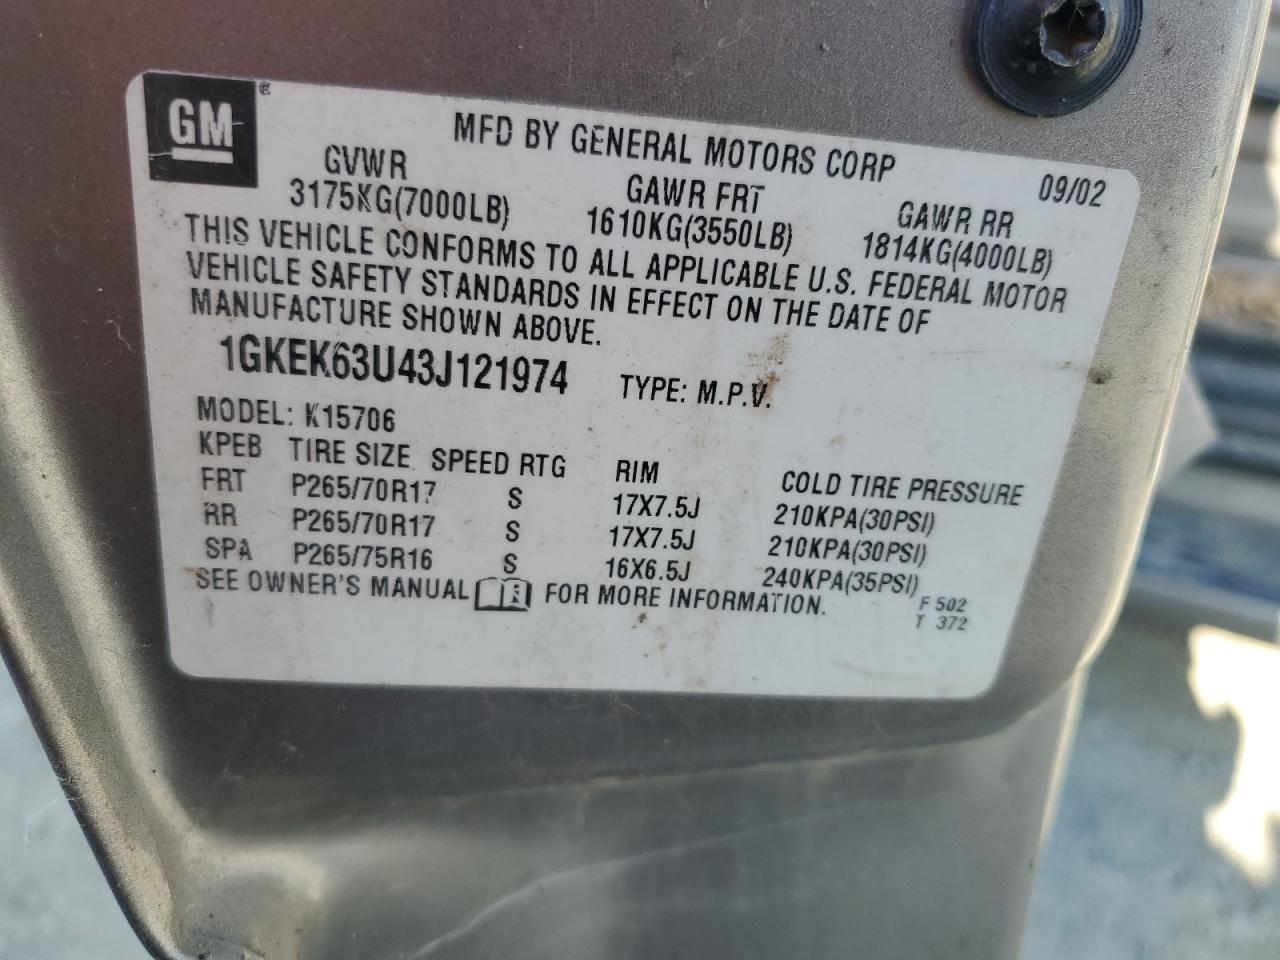 GM ®
MFD BY GENERAL MOTORS CORP 09/02
GVWR GAWR FRT GAWR RR
3175KG(7000LB) 1610KG(3550LB) 1814KG(4000LB)
THIS VEHICLE CONFORMS TO ALL APPLICABLE U.S. FEDERAL MOTOR
VEHICLE SAFETY STANDARDS IN EFFECT ON THE DATE OF
MANUFACTURE SHOWN ABOVE.
1GKEK63U43J121974 TYPE: M.P.V.
MODEL: K15706
KPEB TIRE SIZE SPEED RTG RIM COLD TIRE PRESSURE
FRT P265/70R17 S 17X7.5J 210KPA(30PSI)
RR P265/70R17 S 17X7.5J 210KPA(30PSI)
SPA P265/75R16 S 16X6.5J 240KPA(35PSI)
SEE OWNER'S MANUAL i FOR MORE INFORMATION.
F 502
T 372